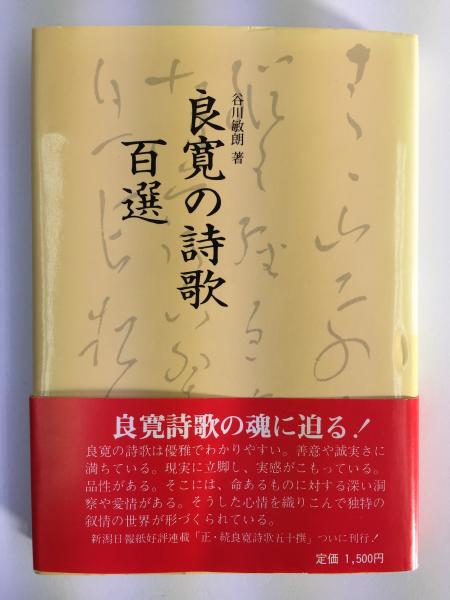 谷川敏朗 著
良寛の詩歌
百選
良寛詩歌の魂に迫る!
良寛の詩歌は優雅でわかりやすい。善意や誠実さに
満ちている。現実に立脚し、実感がこもっている。
品性がある。そこには、命あるものに対する深い洞
察や愛情がある。そうした心情を織りこんで独特の
叙情の世界が形づくられている。
新潟日報紙好評連載「正・続良寛詩歌五十撰」ついに刊行!
定価 1,500円